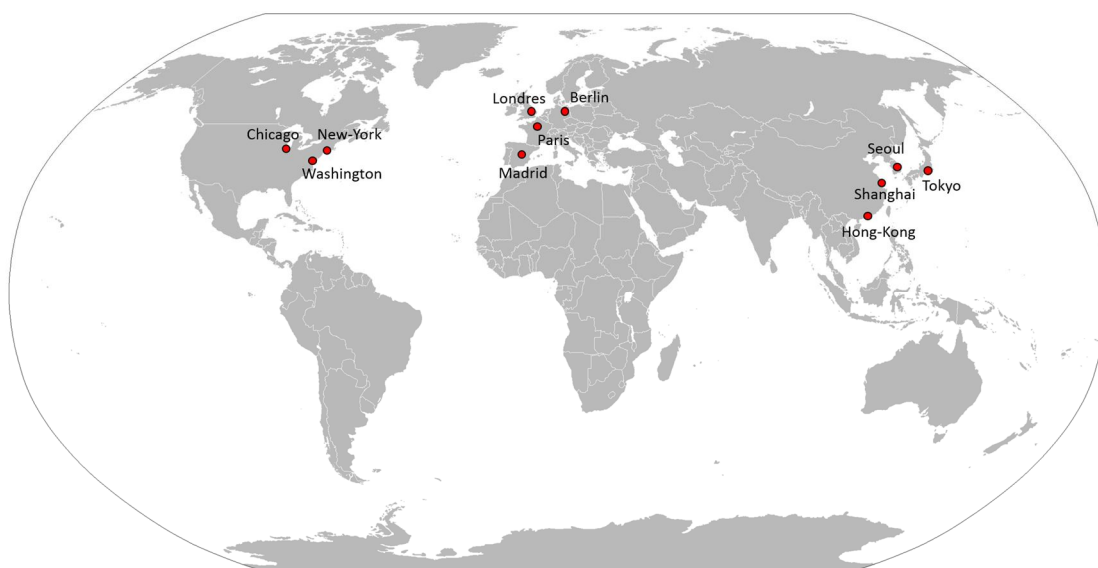 Londres
Berlin
Chicago
New-York
Paris
Seoul
Washington
Madrid
Tokyo
Shanghai
Hong-Kong